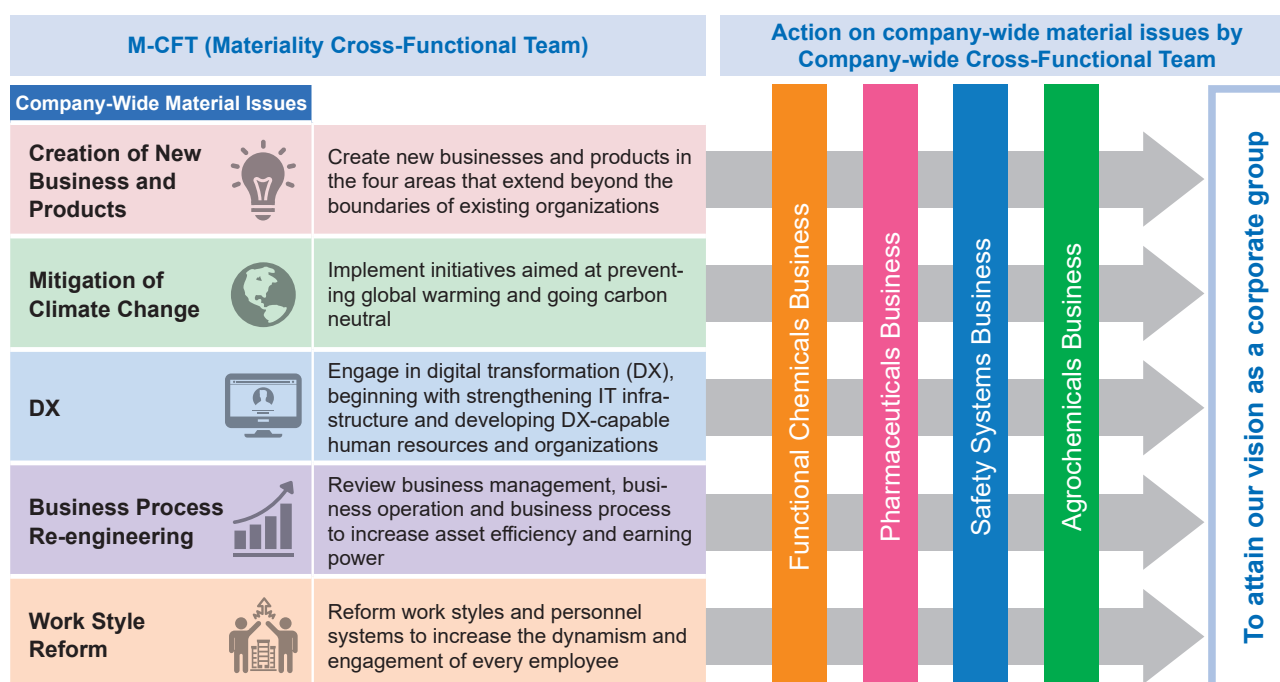 M-CFT (Materiality Cross-Functional Team)
Action on company-wide material issues by
Company-wide Cross-Functional Team
Company-Wide Material Issues
Creation of New
Business and
Products
Create new businesses and products in
the four areas that extend beyond the
boundaries of existing organizations
Mitigation of
Climate Change
Implement initiatives aimed at prevent-
ing global warming and going carbon
neutral
DX
Engage in digital transformation (DX),
beginning with strengthening IT infra-
structure and developing DX-capable
human resources and organizations
Business Process
Re-engineering
Review business management, busi-
ness operation and business process
to increase asset efficiency and earning
power
Work Style
Reform
Reform work styles and personnel
systems to increase the dynamism and
engagement of every employee
Functional Chemicals Business
Pharmaceuticals Business
Safety Systems Business
Agrochemicals Business
To attain our vision as a corporate group